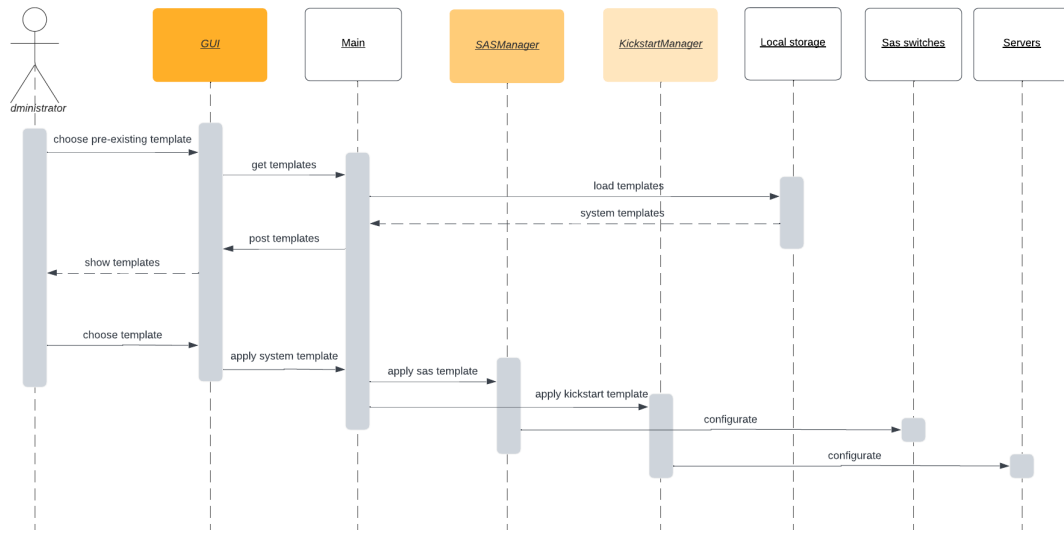 GUI
Main
SASManager
KickstartManager
Local storage
Sas switches
Servers
dministrator
choose pre-existing template
get templates
load templates
system templates
post templates
show templates
choose template
apply system template
apply sas template
apply kickstart template
configurate
configurate